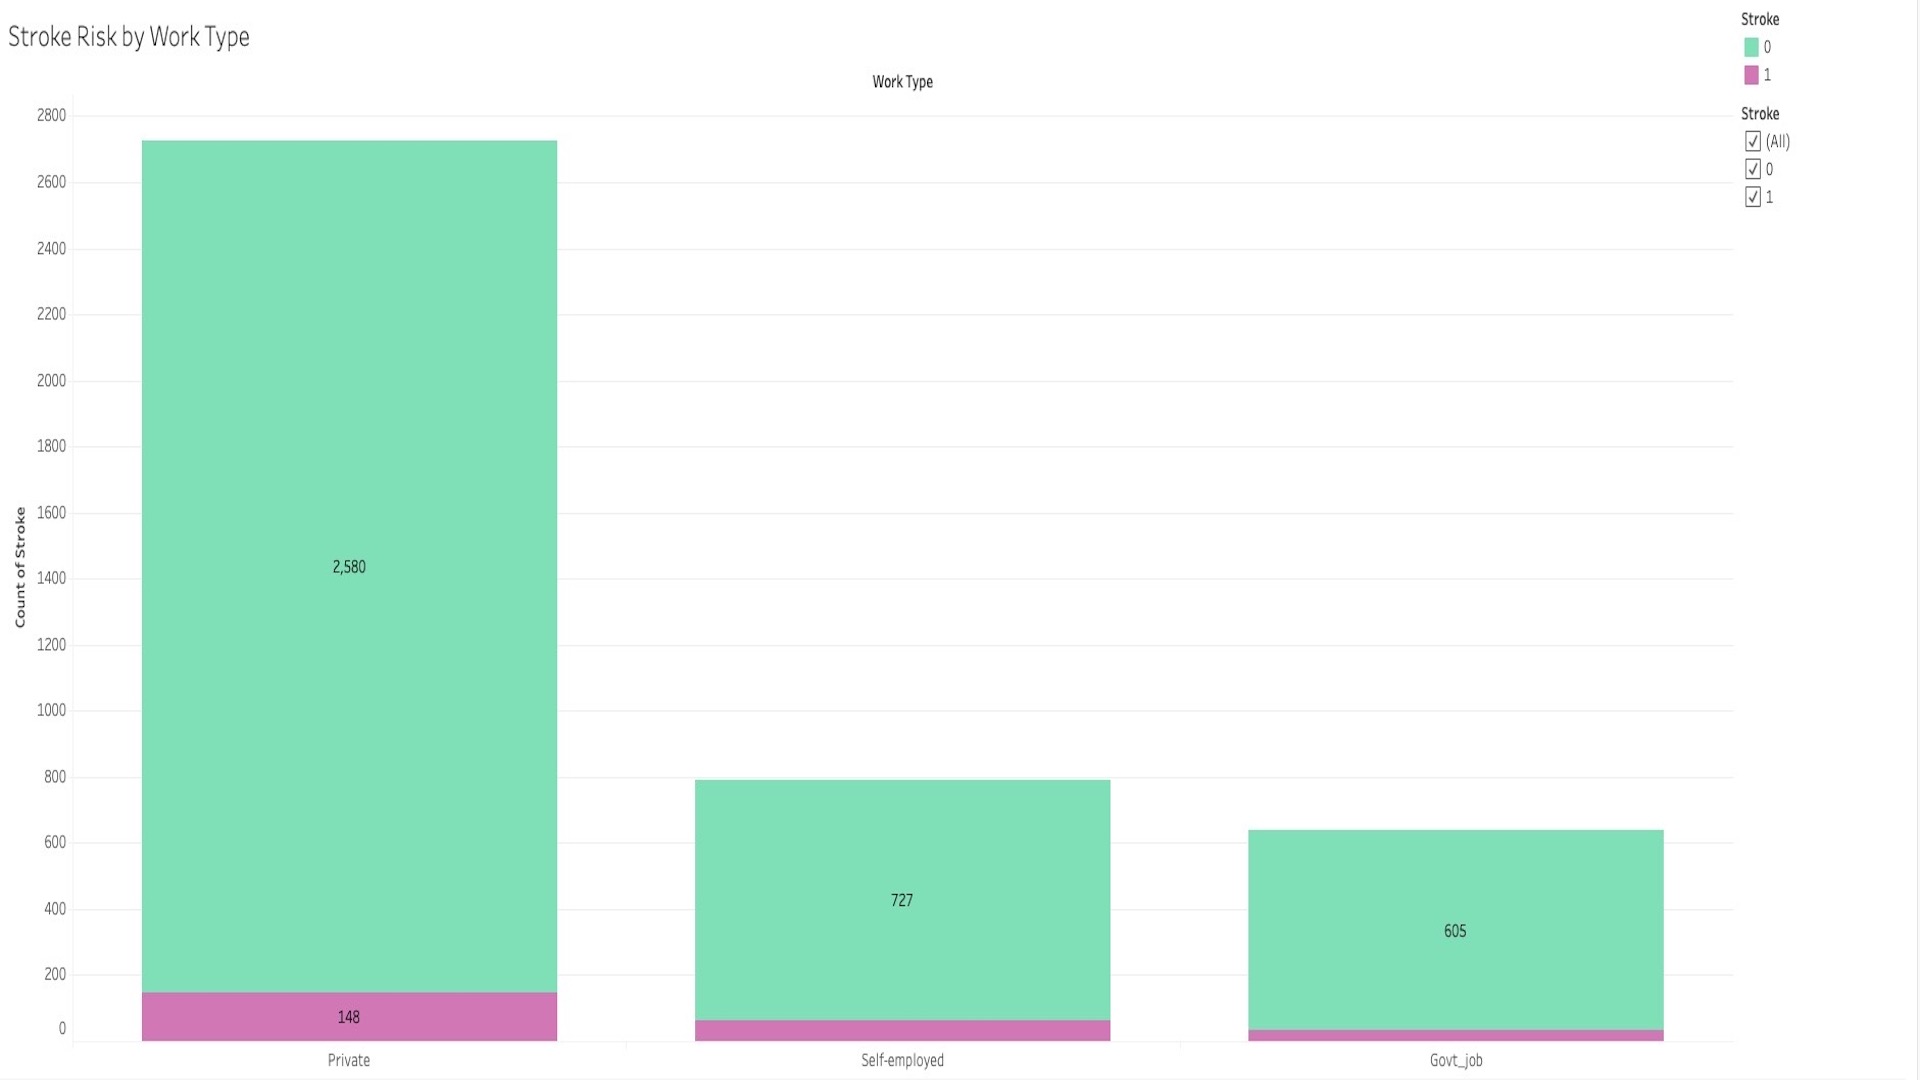 Stroke Risk by Work Type
Work Type
Stroke
0
1
Stroke
(All)
0
1
Count of Stroke
2800
2600
2400
2200
2000
1800
1600
1400
1200
1000
800
600
400
200
0
2,580
148
727
605
Private
Self-employed
Govt_job